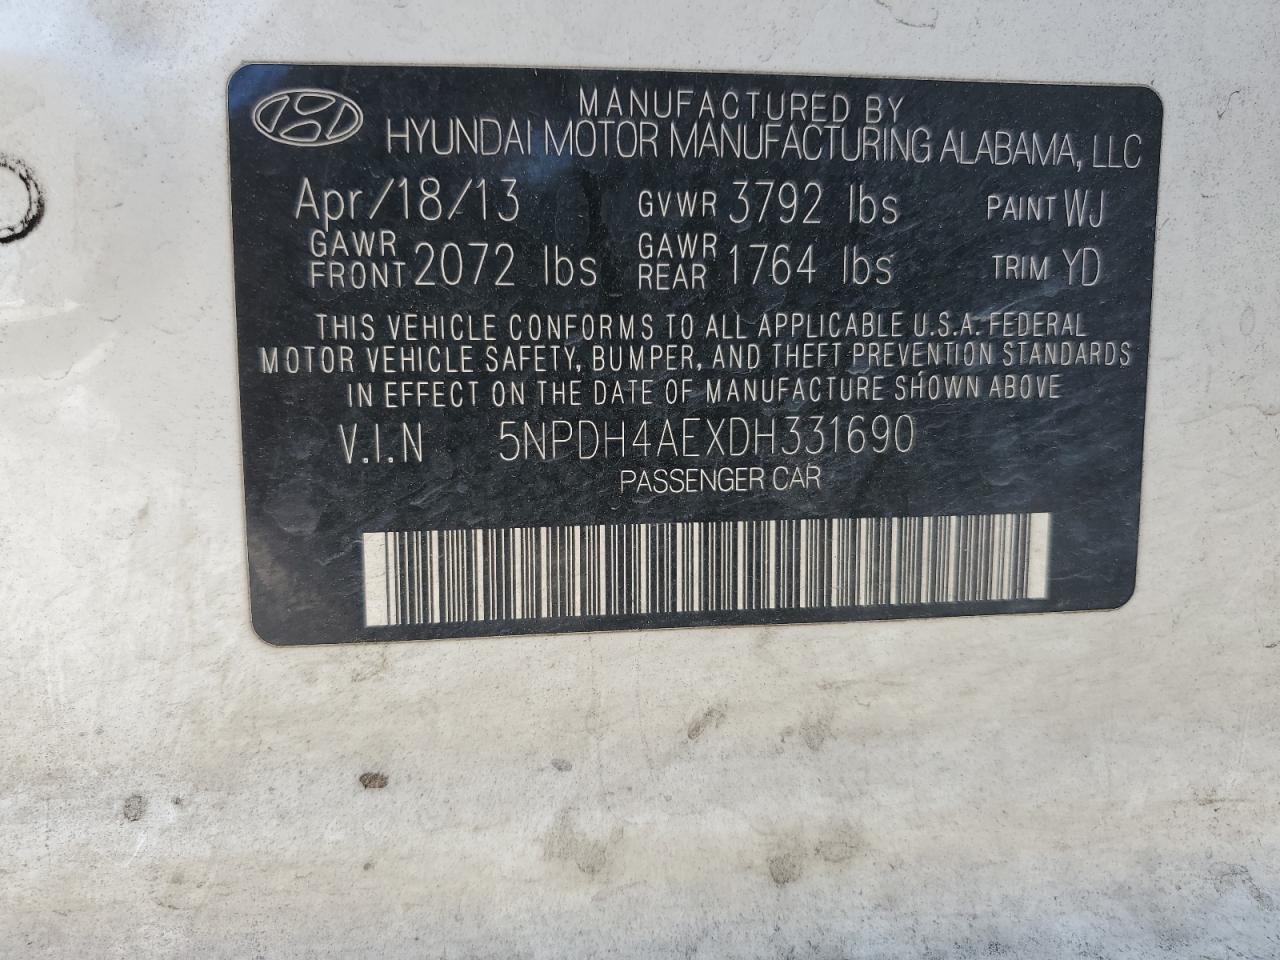 MANUFACTURED BY
HYUNDAI MOTOR MANUFACTURING ALABAMA, LLC
Apr/18/13 GVWR 3792 lbs PAINT WJ
GAWR FRONT 2072 lbs GAWR REAR 1764 lbs TRIM YD
THIS VEHICLE CONFORMS TO ALL APPLICABLE U.S.A. FEDERAL
MOTOR VEHICLE SAFETY, BUMPER, AND THEFT PREVENTION STANDARDS
IN EFFECT ON THE DATE OF MANUFACTURE SHOWN ABOVE
V.I.N 5NPDH4AEXDH331690
PASSENGER CAR